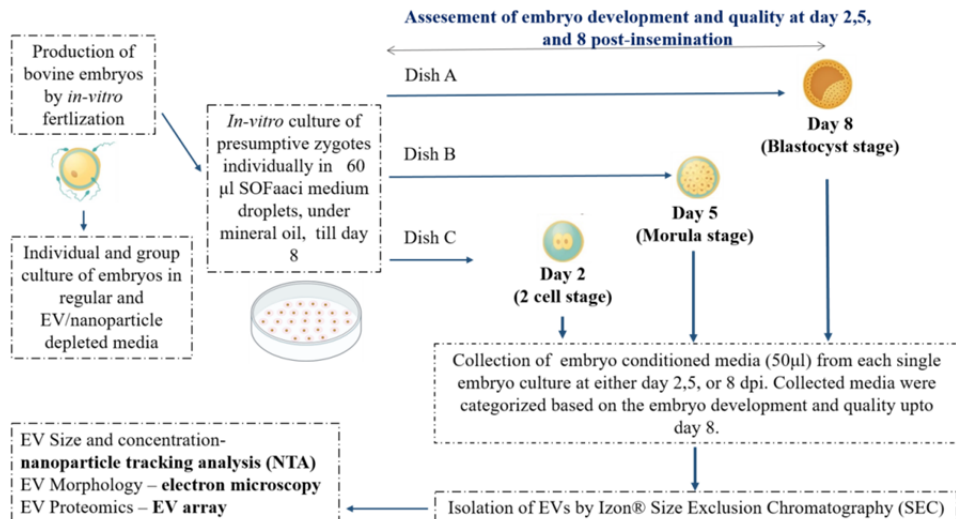 Assesement of embryo development and quality at day 2,5,
and 8 post-insemination
Production of
bovine embryos
by in-vitro
fertlization
Individual and group
culture of embryos in
regular and
EV/nanoparticle
depleted media
In-vitro culture of
presumptive zygotes
individually in 60
µl SOFaaci medium
droplets, under
mineral oil, till day
8
Dish A
Day 8
(Blastocyst stage)
Dish B
Day 5
(Morula stage)
Dish C
Day 2
(2 cell stage)
Collection of embryo conditioned media (50µl) from each single
embryo culture at either day 2,5, or 8 dpi. Collected media were
categorized based on the embryo development and quality upto
day 8.
Isolation of EVs by Izon® Size Exclusion Chromatography (SEC)
EV Size and concentration-
nanoparticle tracking analysis (NTA)
EV Morphology – electron microscopy
EV Proteomics – EV array